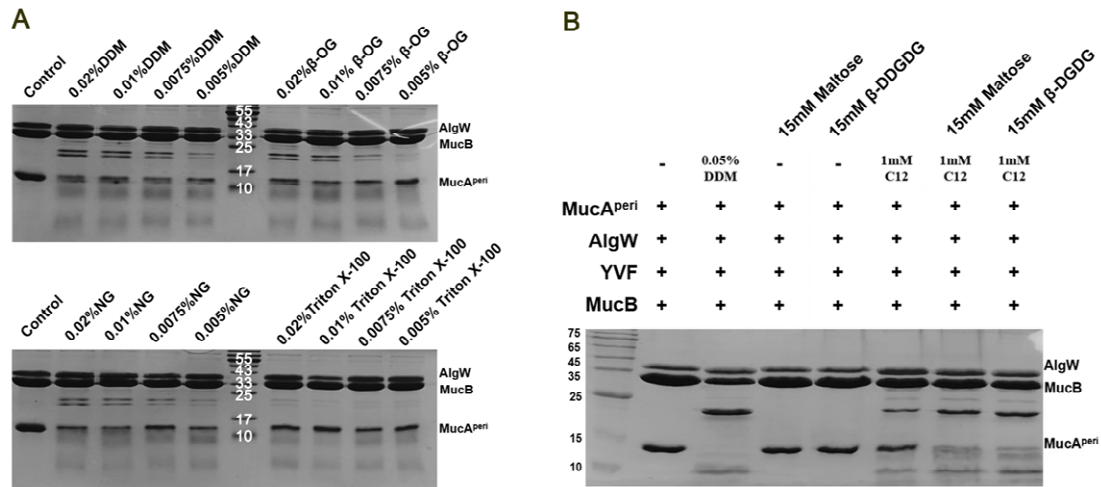 A
Control
0.02%DDM
0.01%DDM
0.0075%DDM
0.005%DDM
0.02%β-OG
0.01% β-OG
0.0075% β-OG
0.005% β-OG
55
43
33
25
17
10
AlgW
MucB
MucAperi
Control
0.02%NG
0.01%NG
0.0075%NG
0.005%NG
0.02%Triton X-100
0.01% Triton X-100
0.0075% Triton X-100
0.005% Triton X-100
55
43
33
25
17
10
AlgW
MucB
MucAperi
B
15mM Maltose
15mM β-DDGDG
15mM Maltose
15mM β-DGDG
- 0.05% DDM - - 1mM C12 1mM C12 1mM C12
MucAperi + + + + + + +
AlgW + + + + + + +
YVF + + + + + + +
MucB + + + + + + +
75
65
45
35
25
15
10
AlgW
MucB
MucAperi